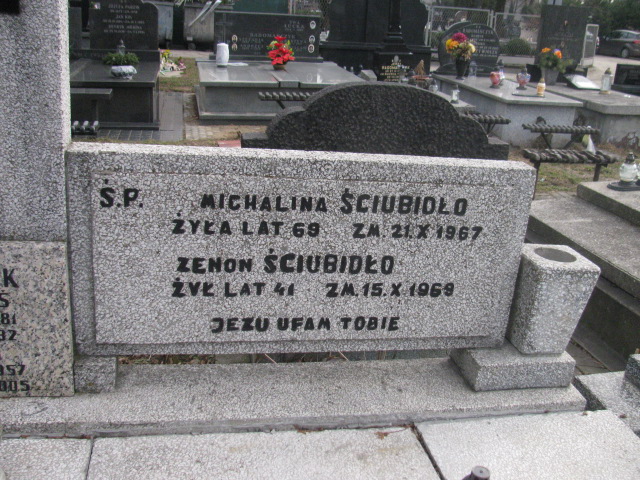 Ś.P. MICHALINA ŚCIUBIDŁO
ŻYŁA LAT 69 ZM. 21.X 1967
ZENON ŚCIUBIDŁO
ŻYŁ LAT 41 ZM. 15.X.1969
JEZU UFAM TOBIE